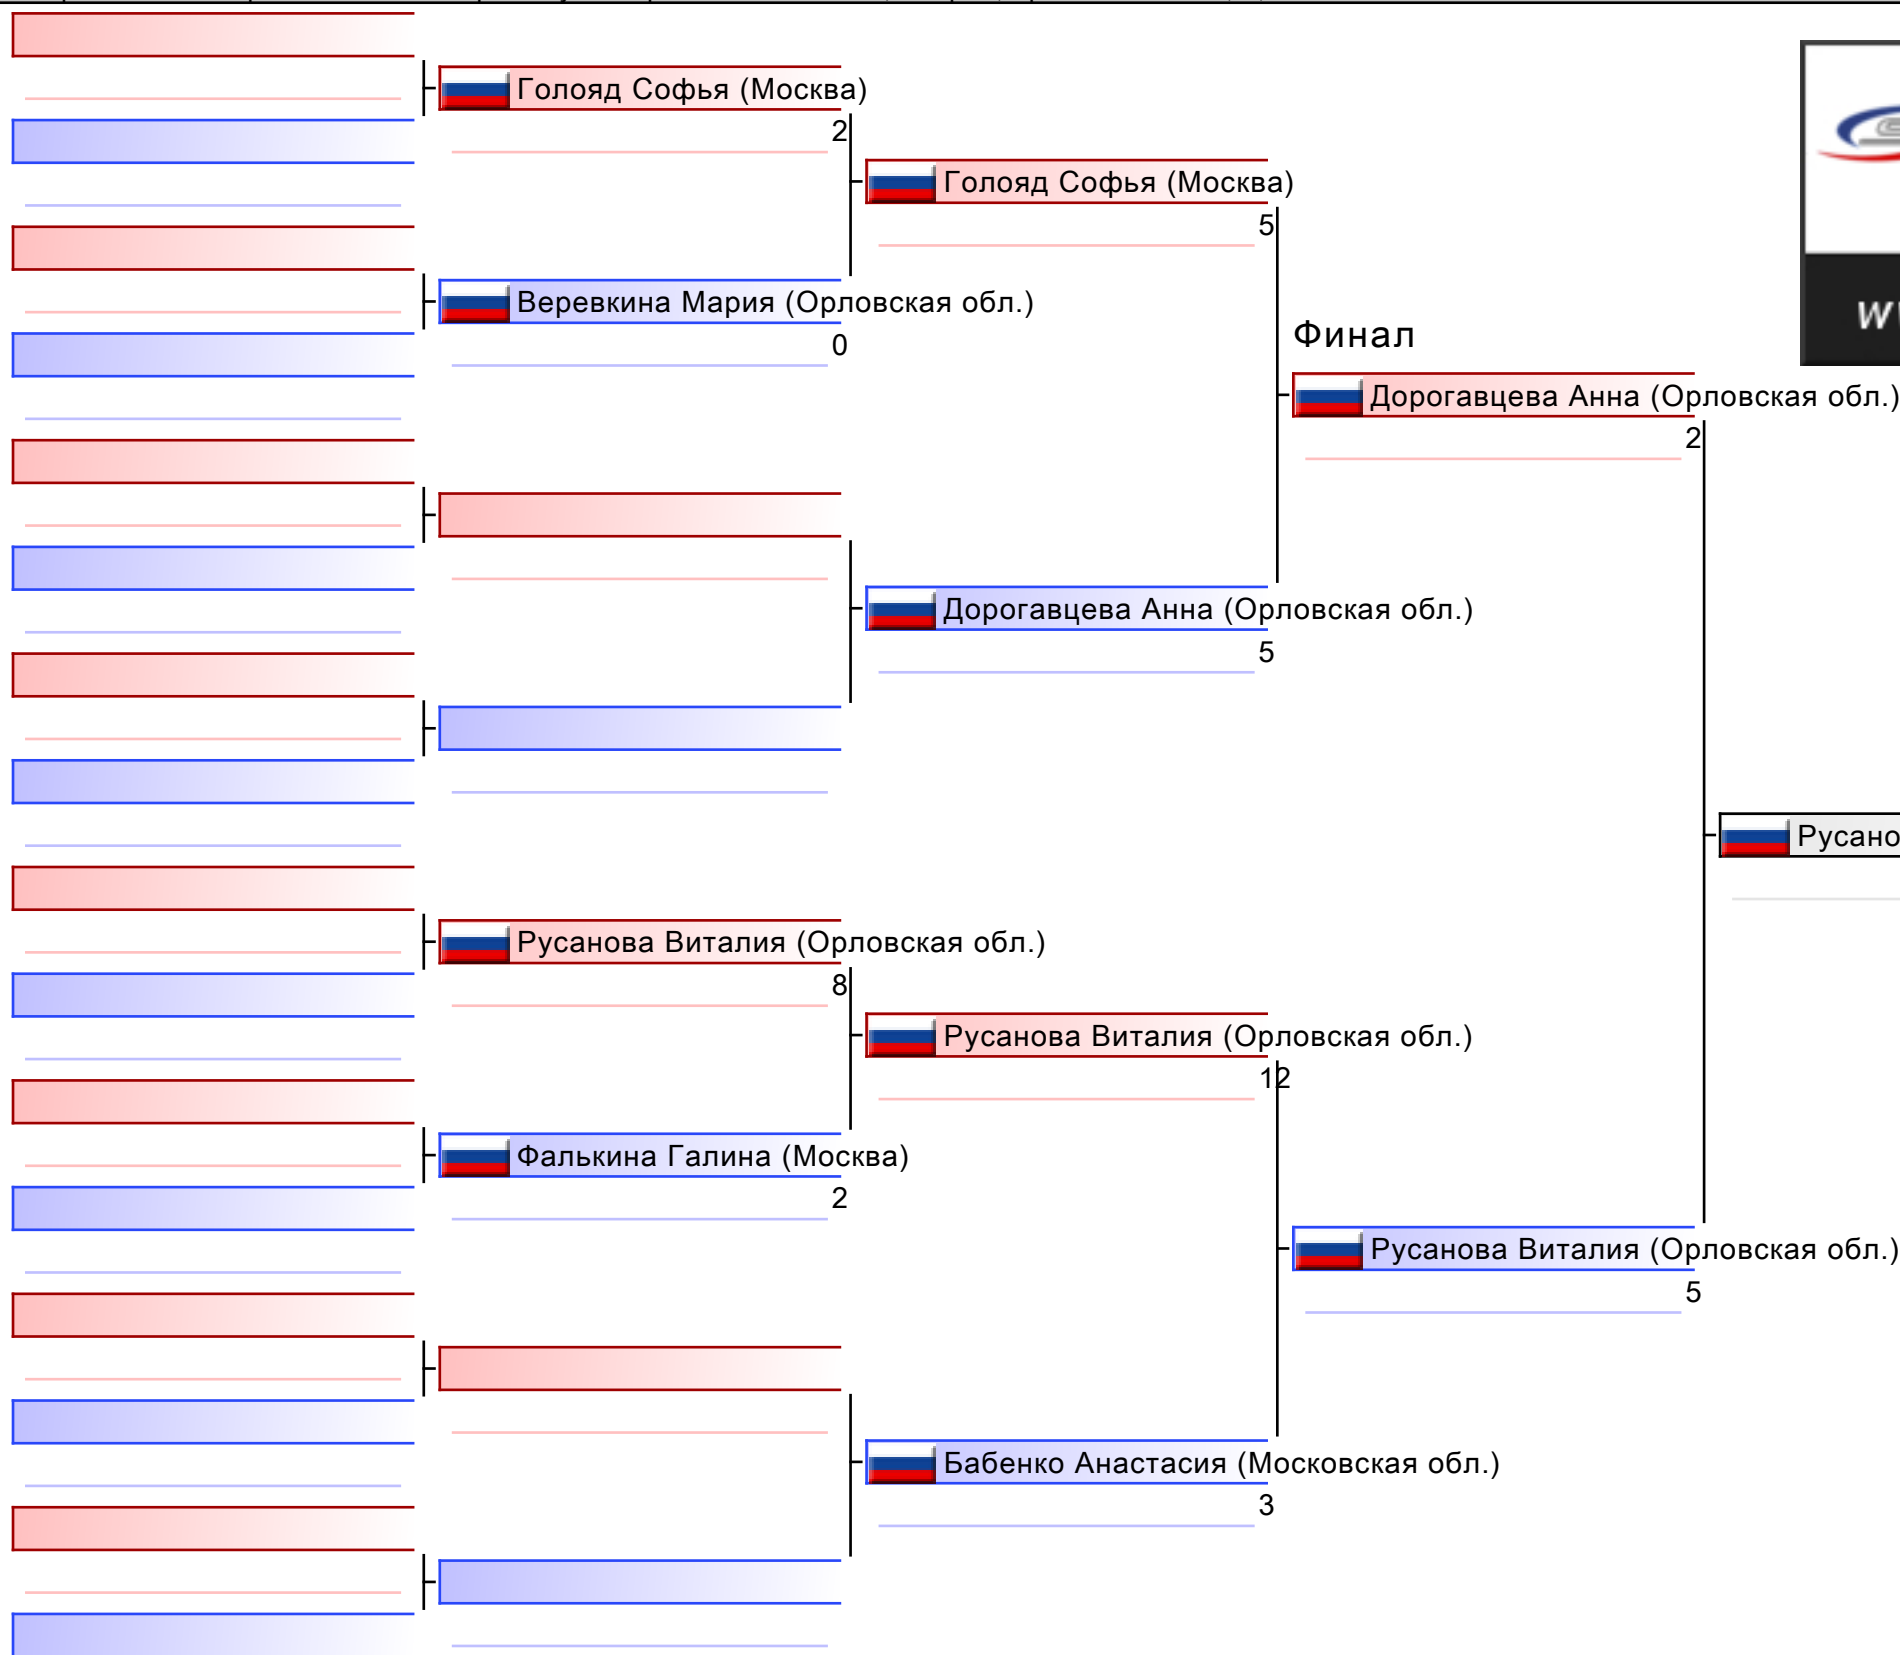 Голояд Софья (Москва)
2
Голояд Софья (Москва)
5
Веревкина Мария (Орловская обл.)
0
Финал
Дорогавцева Анна (Орловская обл.)
2
Дорогавцева Анна (Орловская обл.)
5
Русанова Виталия (Орловская обл.)
8
Русанова Виталия (Орловская обл.)
12
Фалькина Галина (Москва)
2
Русанова Виталия (Орловская обл.)
5
Бабенко Анастасия (Московская обл.)
3
Русано